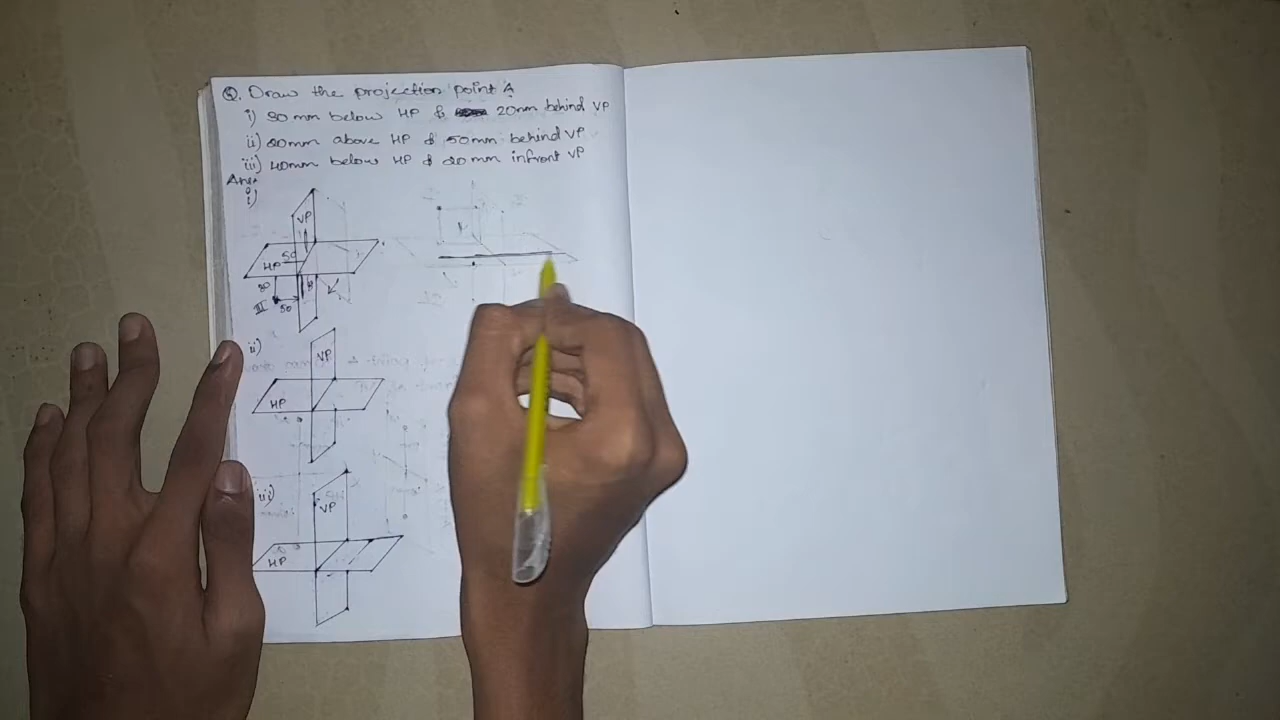 Q. Draw the projection point A
i) 30 mm below HP & 20mm behind VP
ii) 20mm above HP & 50mm behind VP
iii) 40mm below HP & 20 mm infront VP
Ans:
i)
VP
50
HP
30
III
50
ii)
VP
HP
iii)
VP
HP